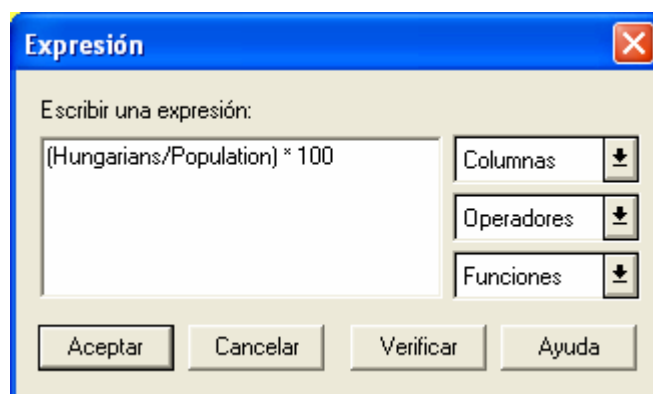 Expresión
Escribir una expresión:
(Hungarians/Population) * 100
Columnas
Operadores
Funciones
Aceptar Cancelar Verificar Ayuda